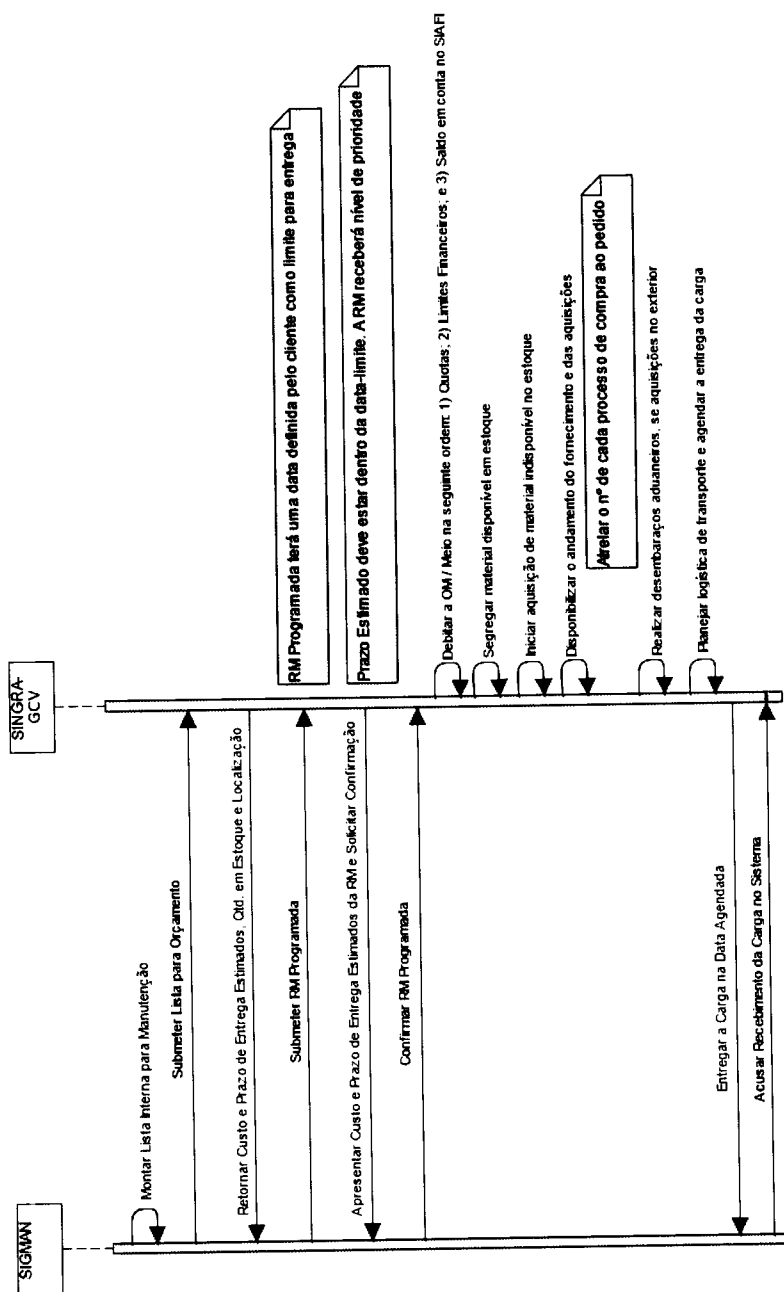 SIGMAN
SINGRA-
GCV
Montar Lista Interna para Manutenção
Submeter Lista para Orçamento
Retornar Custo e Prazo de Entrega Estimados, Qtd. em Estoque e Localização
RM Programada terá uma data definida pelo cliente como limite para entrega
Submeter RM Programada
Prazo Estimado deve estar dentro da data-limite. A RM receberá nível de prioridade
Apresentar Custo e Prazo de Entrega Estimados da RM e Solicitar Confirmação
Confirmar RM Programada
Debitar a OM / Meio na seguinte ordem: 1) Quotas; 2) Limites Financeiros; e 3) Saldo em conta no SIAFI
Segregar material disponível em estoque
Iniciar aquisição de material indisponível no estoque
Disponibilizar o andamento do fornecimento e das aquisições
Atrelar o nº de cada processo de compra ao pedido
Realizar desembaraços aduaneiros, se aquisições no exterior
Planejar logística de transporte e agendar a entrega da carga
Entregar a Carga na Data Agendada
Acusar Recebimento da Carga no Sistema